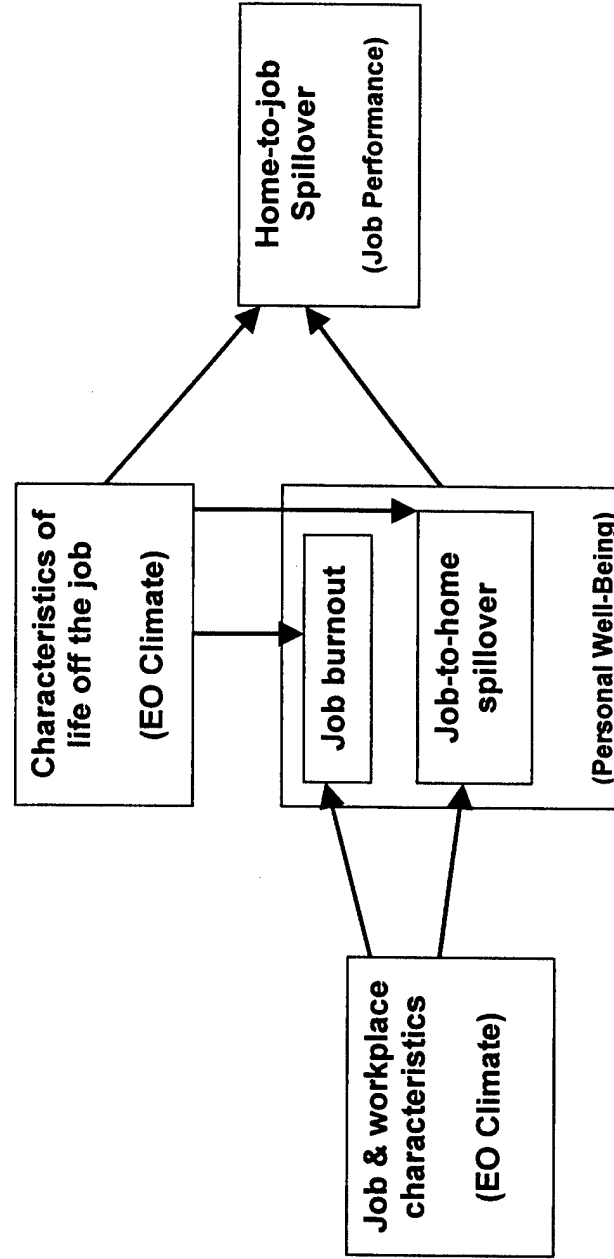 Characteristics of
life off the job
(EO Climate)
Home-to-job
Spillover
(Job Performance)
Job burnout
Job-to-home
spillover
(Personal Well-Being)
Job & workplace
characteristics
(EO Climate)